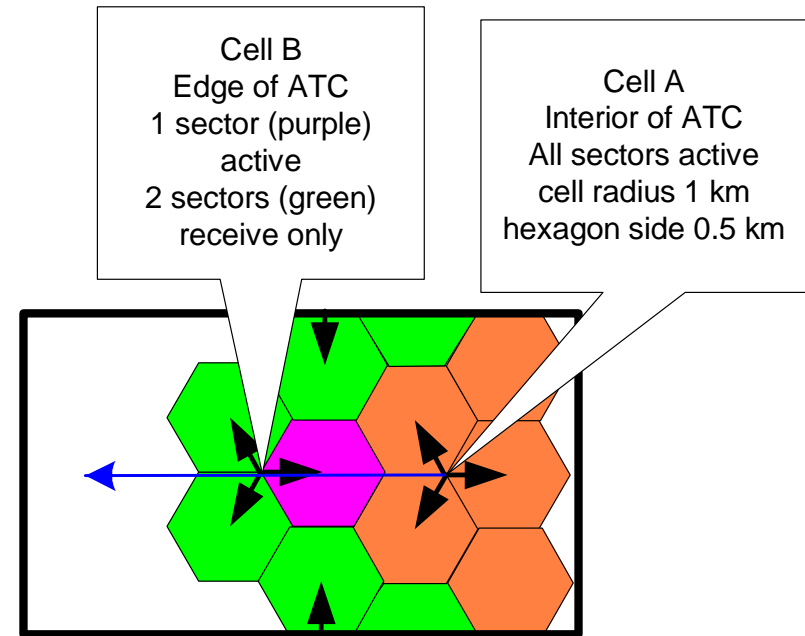 Cell B
Edge of ATC
1 sector (purple)
active
2 sectors (green)
receive only
Cell A
Interior of ATC
All sectors active
cell radius 1 km
hexagon side 0.5 km